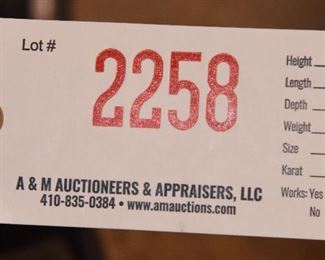 Lot #
2258
Height
Length
Depth
Weight
Size
Karat
Works: Yes
No
A & M AUCTIONEERS & APPRAISERS, LLC
410-835-0384 • www.amauctions.com